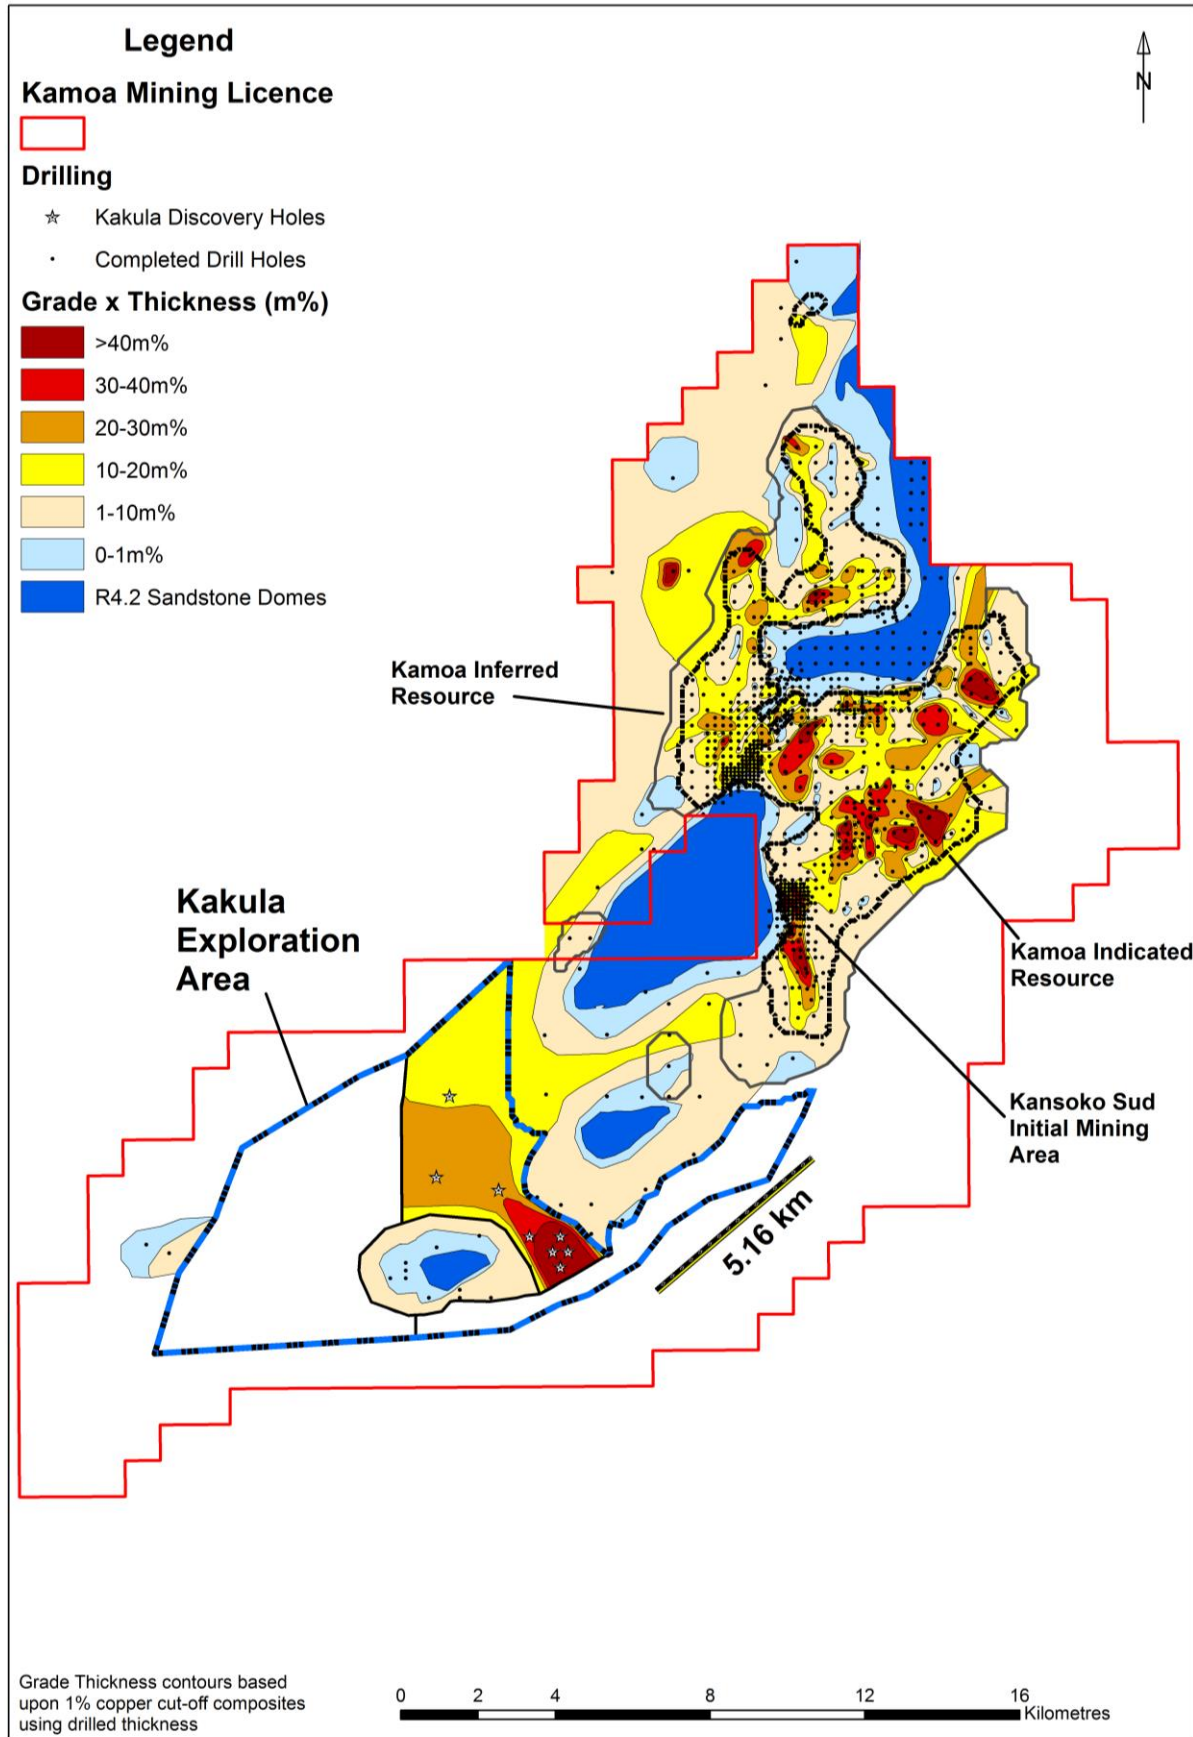 Legend
Kamoa Mining Licence
Drilling
Kakula Discovery Holes
Completed Drill Holes
Grade x Thickness (m%)
>40m%
30-40m%
20-30m%
10-20m%
1-10m%
0-1m%
R4.2 Sandstone Domes
N
Kamoa Inferred
Resource
Kakula
Exploration
Area
Kamoa Indicated
Resource
Kansoko Sud
Initial Mining
Area
5.16 km
Grade Thickness contours based
upon 1% copper cut-off composites
using drilled thickness
0 2 4 8 12 16
Kilometres